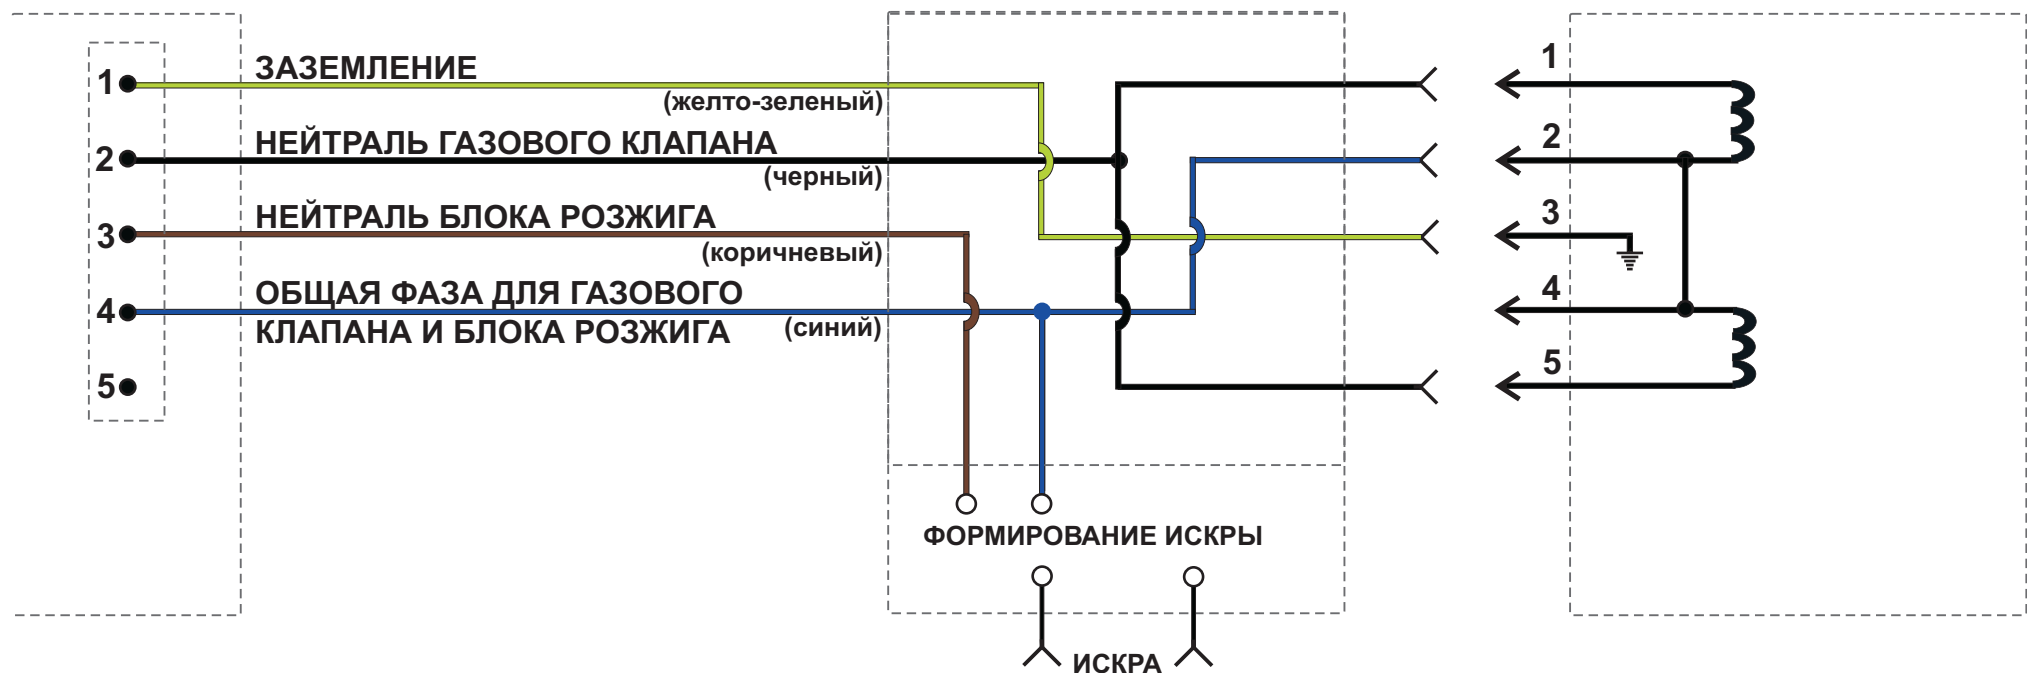 1
ЗАЗЕМЛЕНИЕ
(желто-зеленый)
2
НЕЙТРАЛЬ ГАЗОВОГО КЛАПАНА
(черный)
3
НЕЙТРАЛЬ БЛОКА РОЗЖИГА
(коричневый)
4
ОБЩАЯ ФАЗА ДЛЯ ГАЗОВОГО
КЛАПАНА И БЛОКА РОЗЖИГА (синий)
5
ФОРМИРОВАНИЕ ИСКРЫ
ИСКРА
1
2
3
4
5